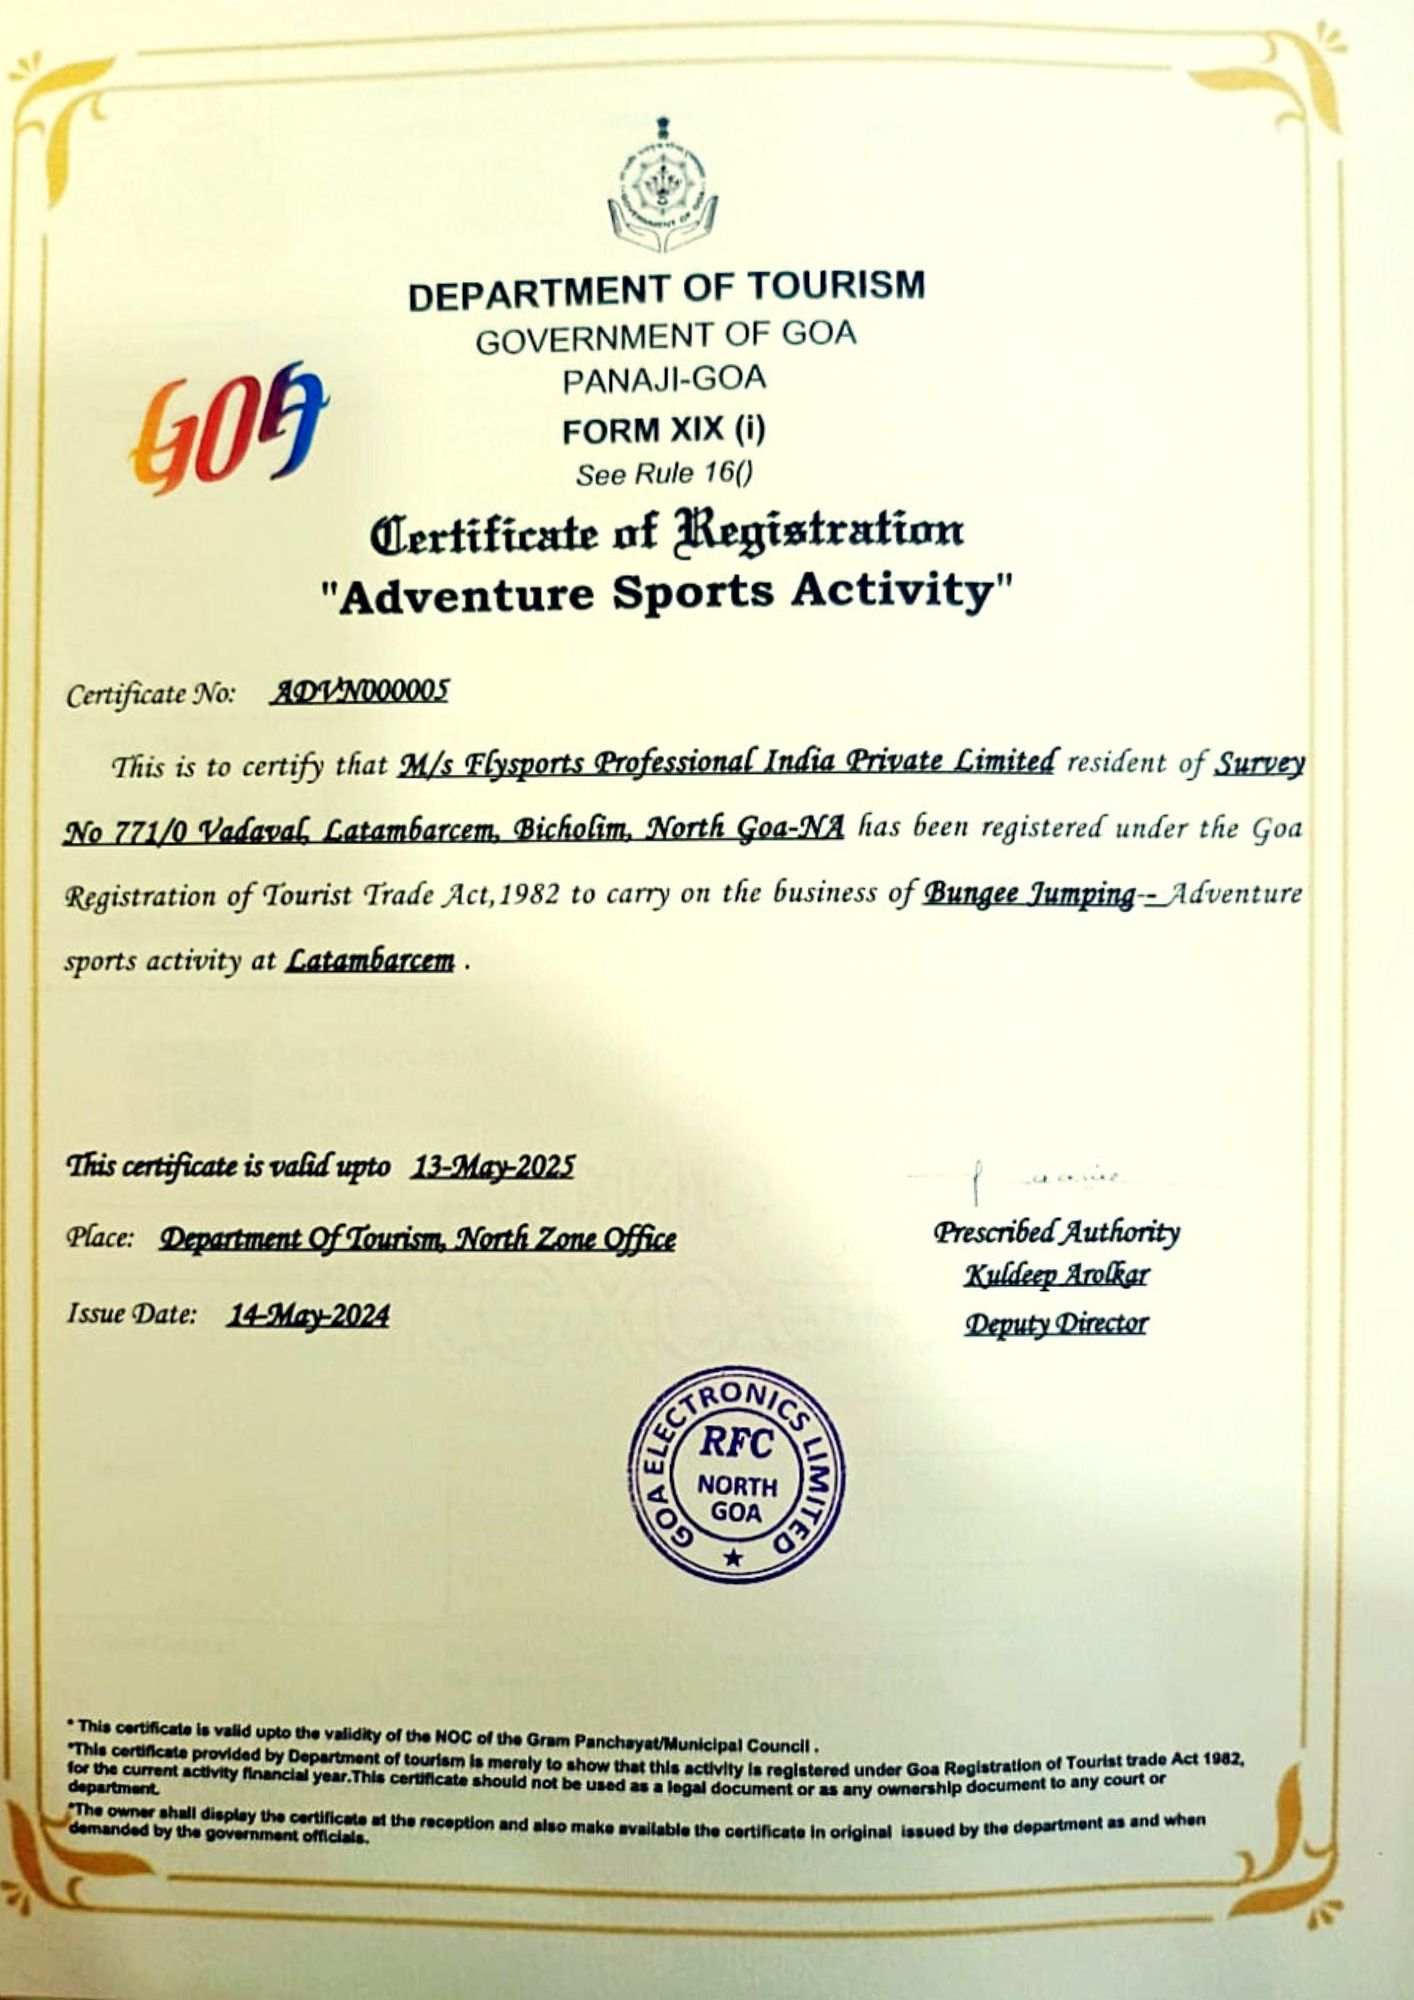 GOVERNMENT OF GOA
DEPARTMENT OF TOURISM
GOVERNMENT OF GOA
PANAJI-GOA
GOA
FORM XIX (i)
See Rule 16()
Certificate of Registration
"Adventure Sports Activity"
Certificate No: ADVN000005
This is to certify that M/s Flysports Professional India Private Limited resident of Survey
No 771/0 Vadaval, Latambarcem, Bicholim, North Goa-NA has been registered under the Goa
Registration of Tourist Trade Act,1982 to carry on the business of Bungee Jumping-- Adventure
sports activity at Latambarcem .
This certificate is valid upto 13-May-2025
Place: Department Of Tourism, North Zone Office
Issue Date: 14-May-2024
Prescribed Authority
Kuldeep Arolkar
Deputy Director
GOA ELECTRONICS LIMITED
RFC
NORTH
GOA
* This certificate is valid upto the validity of the NOC of the Gram Panchayat/Municipal Council .
*This certificate provided by Department of tourism is merely to show that this activity is registered under Goa Registration of Tourist trade Act 1982,
for the current activity financial year.This certificate should not be used as a legal document or as any ownership document to any court or
department.
*The owner shall display the certificate at the reception and also make available the certificate in original issued by the department as and when
demanded by the government officials.